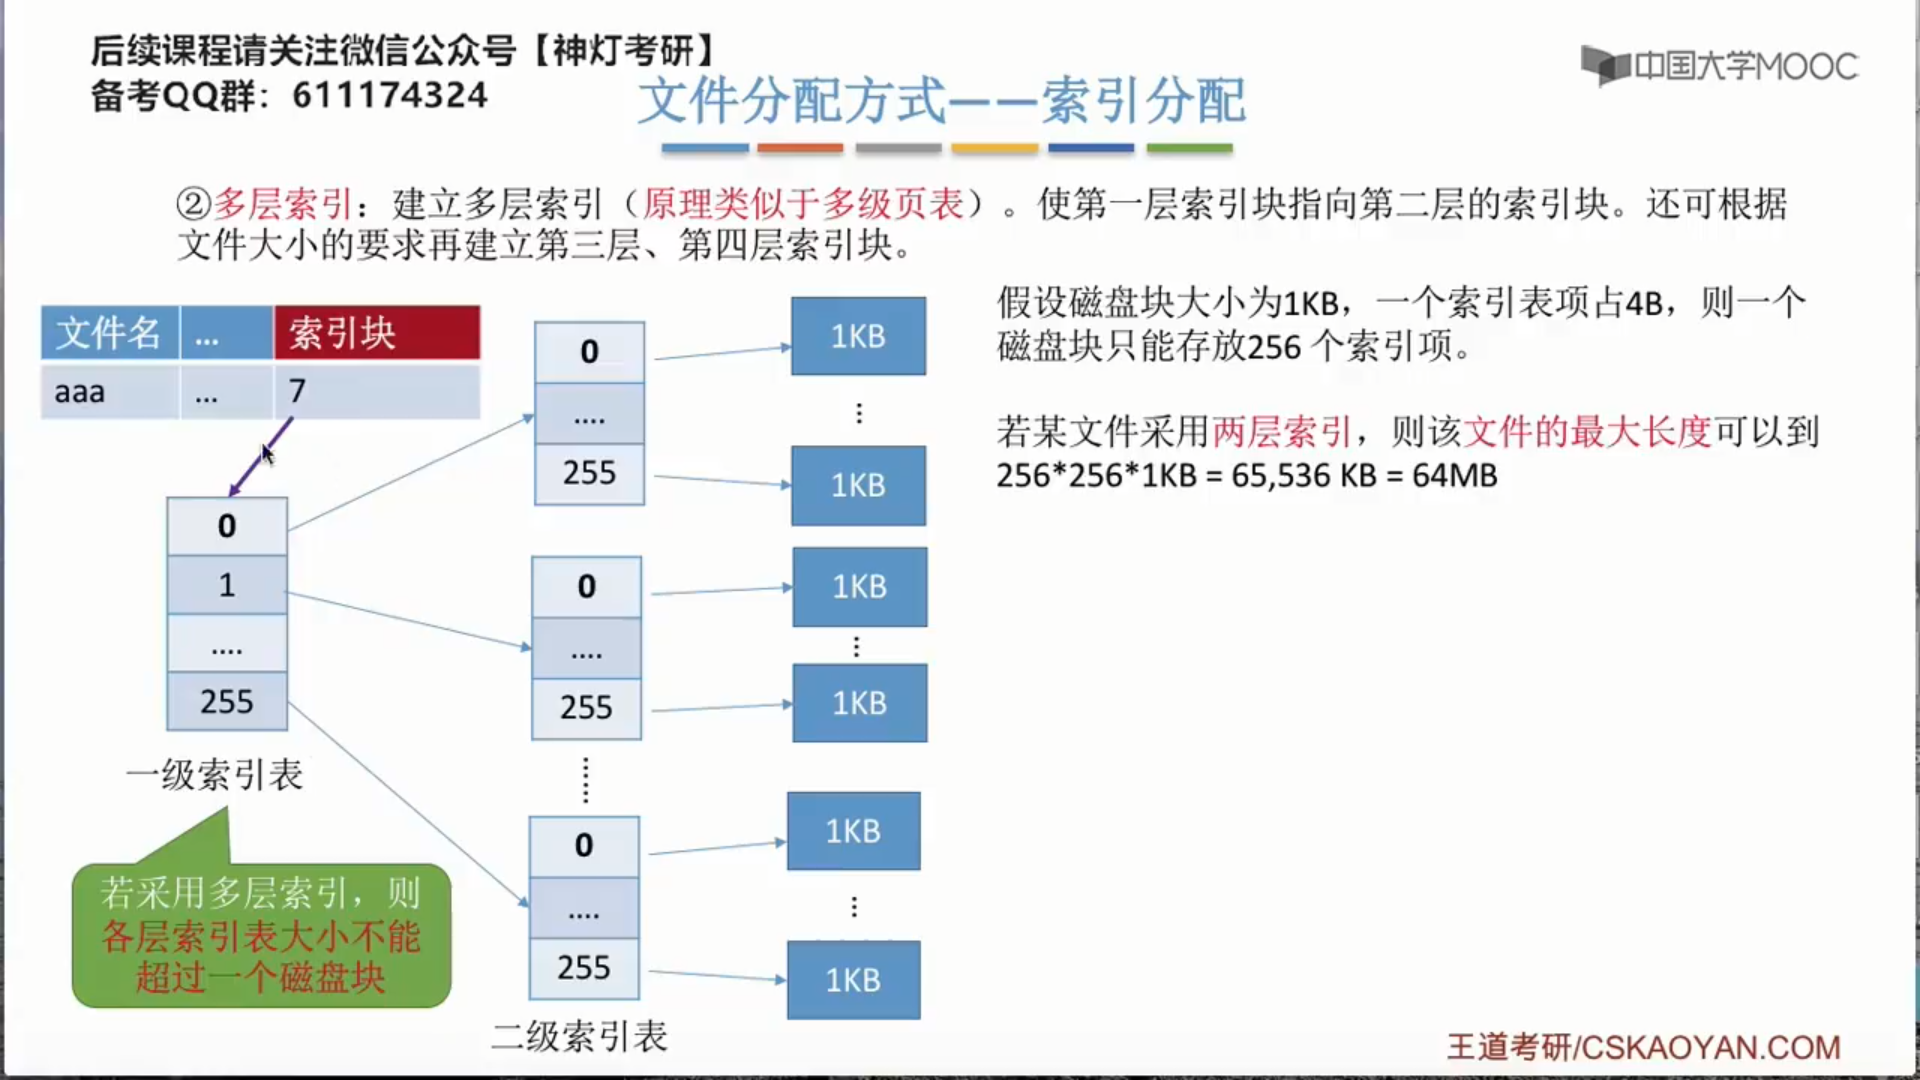 后续课程请关注微信公众号【神灯考研】
备考QQ群：611174324
中国大学MOOC
文件分配方式——索引分配
②多层索引：建立多层索引（原理类似于多级页表）。使第一层索引块指向第二层的索引块。还可根据
文件大小的要求再建立第三层、第四层索引块。
文件名 ... 索引块
aaa ... 7
0
1
....
255
一级索引表
若采用多层索引，则
各层索引表大小不能
超过一个磁盘块
0
....
255
0
....
255
0
....
255
二级索引表
1KB
1KB
1KB
1KB
1KB
1KB
假设磁盘块大小为1KB，一个索引表项占4B，则一个
磁盘块只能存放256 个索引项。
若某文件采用两层索引，则该文件的最大长度可以到
256*256*1KB = 65,536 KB = 64MB
王道考研/CSKAOYAN.COM